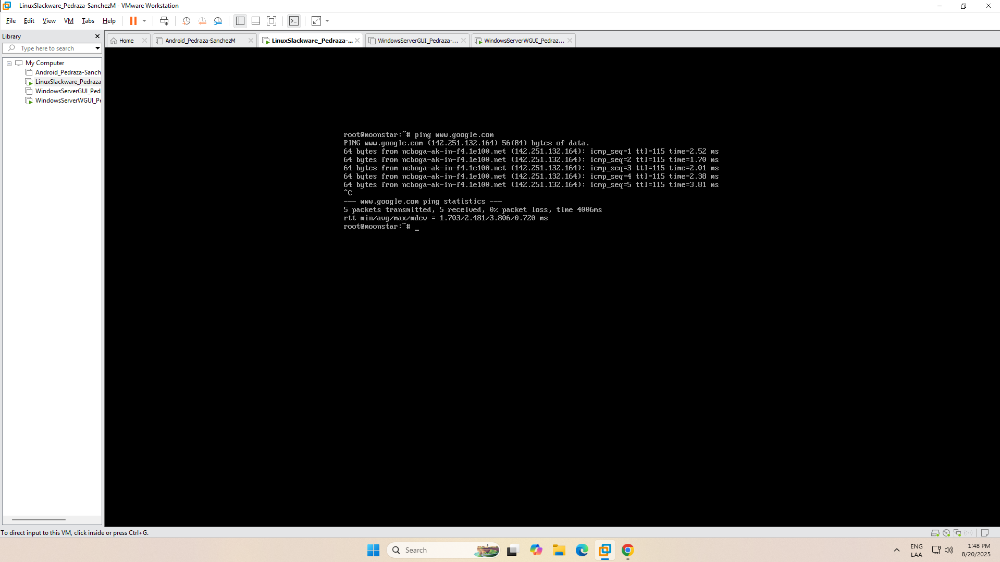 LinuxSlackware_Pedraza-SanchezM - VMware Workstation
File Edit View VM Tabs Help
Library
Type here to search
My Computer
Android_Pedraza-Sanch
LinuxSlackware_Pedraza
WindowsServerGUI_Ped
WindowsServerWGUI_Pe
Home Android_Pedraza-SanchezM LinuxSlackware_Pedraza-... WindowsServerGUI_Pedraza-... WindowsServerWGUI_Pedraz...
root@moonstar:~# ping www.google.com
PING www.google.com (142.251.132.164) 56(84) bytes of data.
64 bytes from ncboga-ak-in-f4.1e100.net (142.251.132.164): icmp_seq=1 ttl=115 time=2.52 ms
64 bytes from ncboga-ak-in-f4.1e100.net (142.251.132.164): icmp_seq=2 ttl=115 time=1.70 ms
64 bytes from ncboga-ak-in-f4.1e100.net (142.251.132.164): icmp_seq=3 ttl=115 time=2.01 ms
64 bytes from ncboga-ak-in-f4.1e100.net (142.251.132.164): icmp_seq=4 ttl=115 time=2.38 ms
64 bytes from ncboga-ak-in-f4.1e100.net (142.251.132.164): icmp_seq=5 ttl=115 time=3.81 ms
^C
--- www.google.com ping statistics ---
5 packets transmitted, 5 received, 0% packet loss, time 4006ms
rtt min/avg/max/mdev = 1.703/2.481/3.806/0.720 ms
root@moonstar:~# _
To direct input to this VM, click inside or press Ctrl+G.
Search
ENG
LAA
1:48 PM
8/20/2025